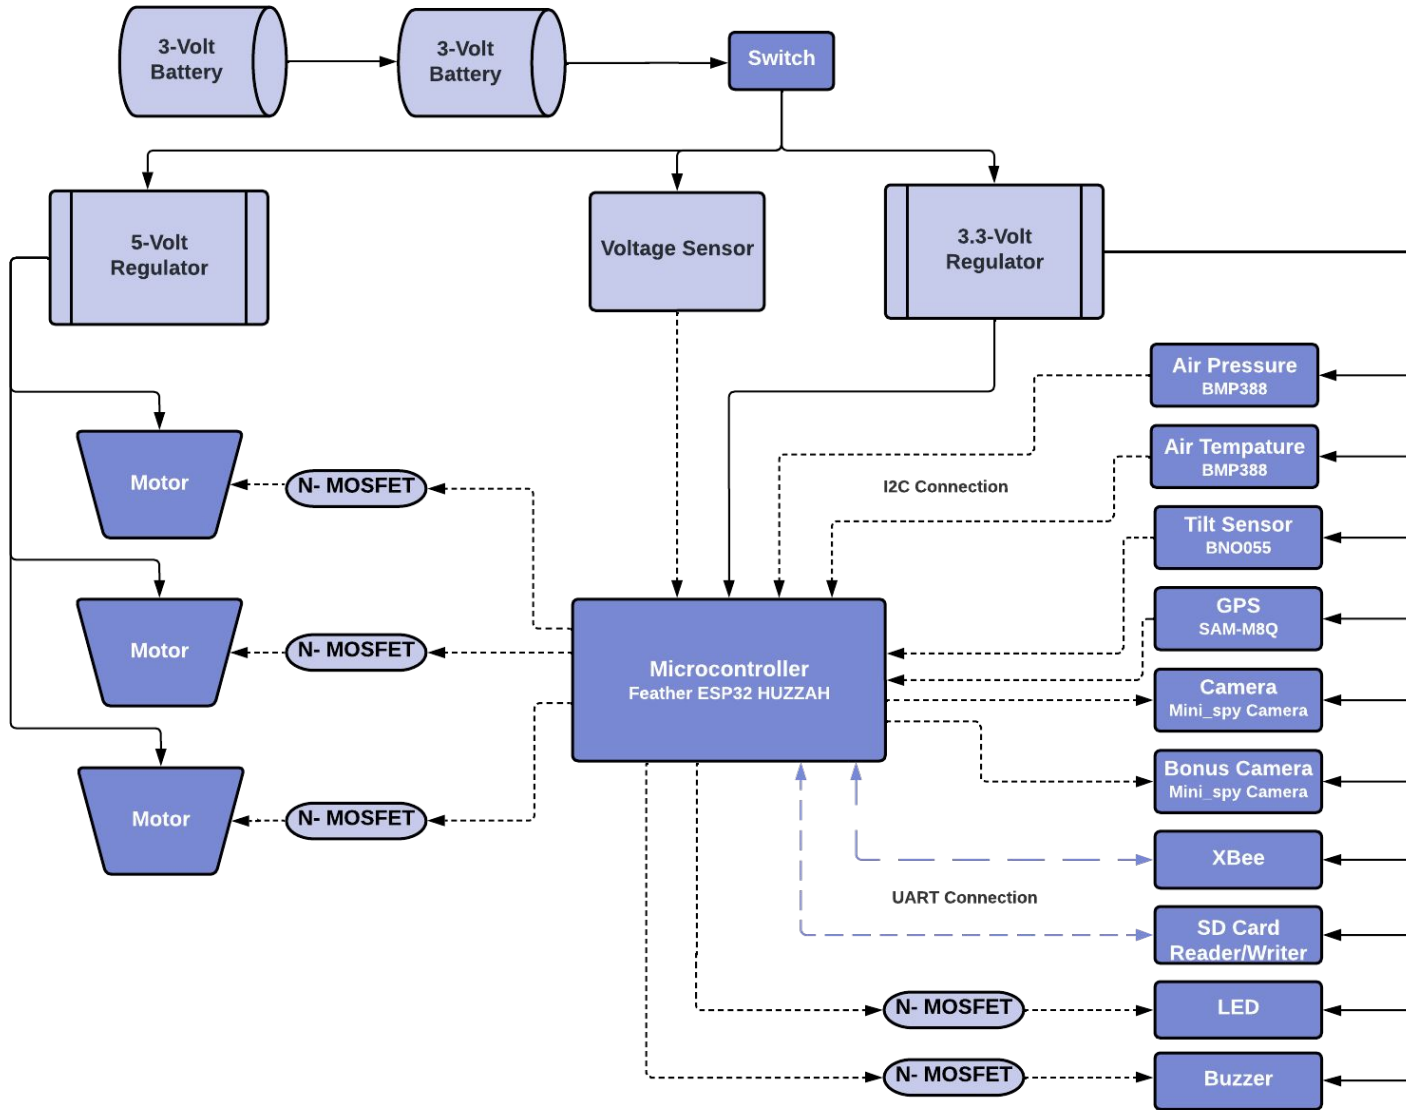 3-Volt
Battery
3-Volt
Battery
Switch
5-Volt
Regulator
Voltage Sensor
3.3-Volt
Regulator
Air Pressure
BMP388
Air Tempature
BMP388
I2C Connection
Motor
N- MOSFET
Tilt Sensor
BNO055
GPS
SAM-M8Q
Motor
N- MOSFET
Microcontroller
Feather ESP32 HUZZAH
Camera
Mini_spy Camera
Bonus Camera
Mini_spy Camera
Motor
N- MOSFET
XBee
UART Connection
SD Card
Reader/Writer
N- MOSFET
LED
N- MOSFET
Buzzer